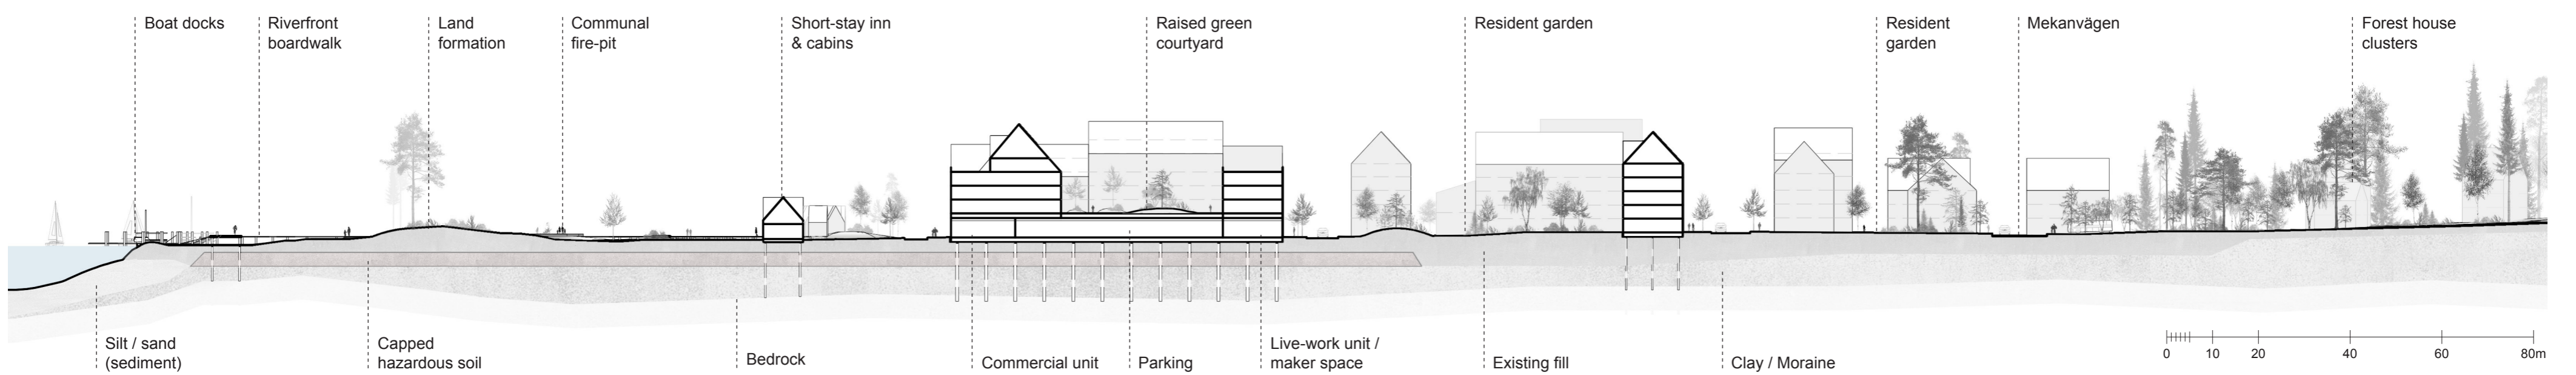 Boat docks
Riverfront
boardwalk
Land
formation
Communal
fire-pit
Short-stay inn
& cabins
Raised green
courtyard
Resident garden
Resident
garden
Mekanvägen
Forest house
clusters
Silt / sand
(sediment)
Capped
hazardous soil
Bedrock
Commercial unit
Parking
Live-work unit /
maker space
Existing fill
Clay / Moraine
0 10 20 40 60 80m